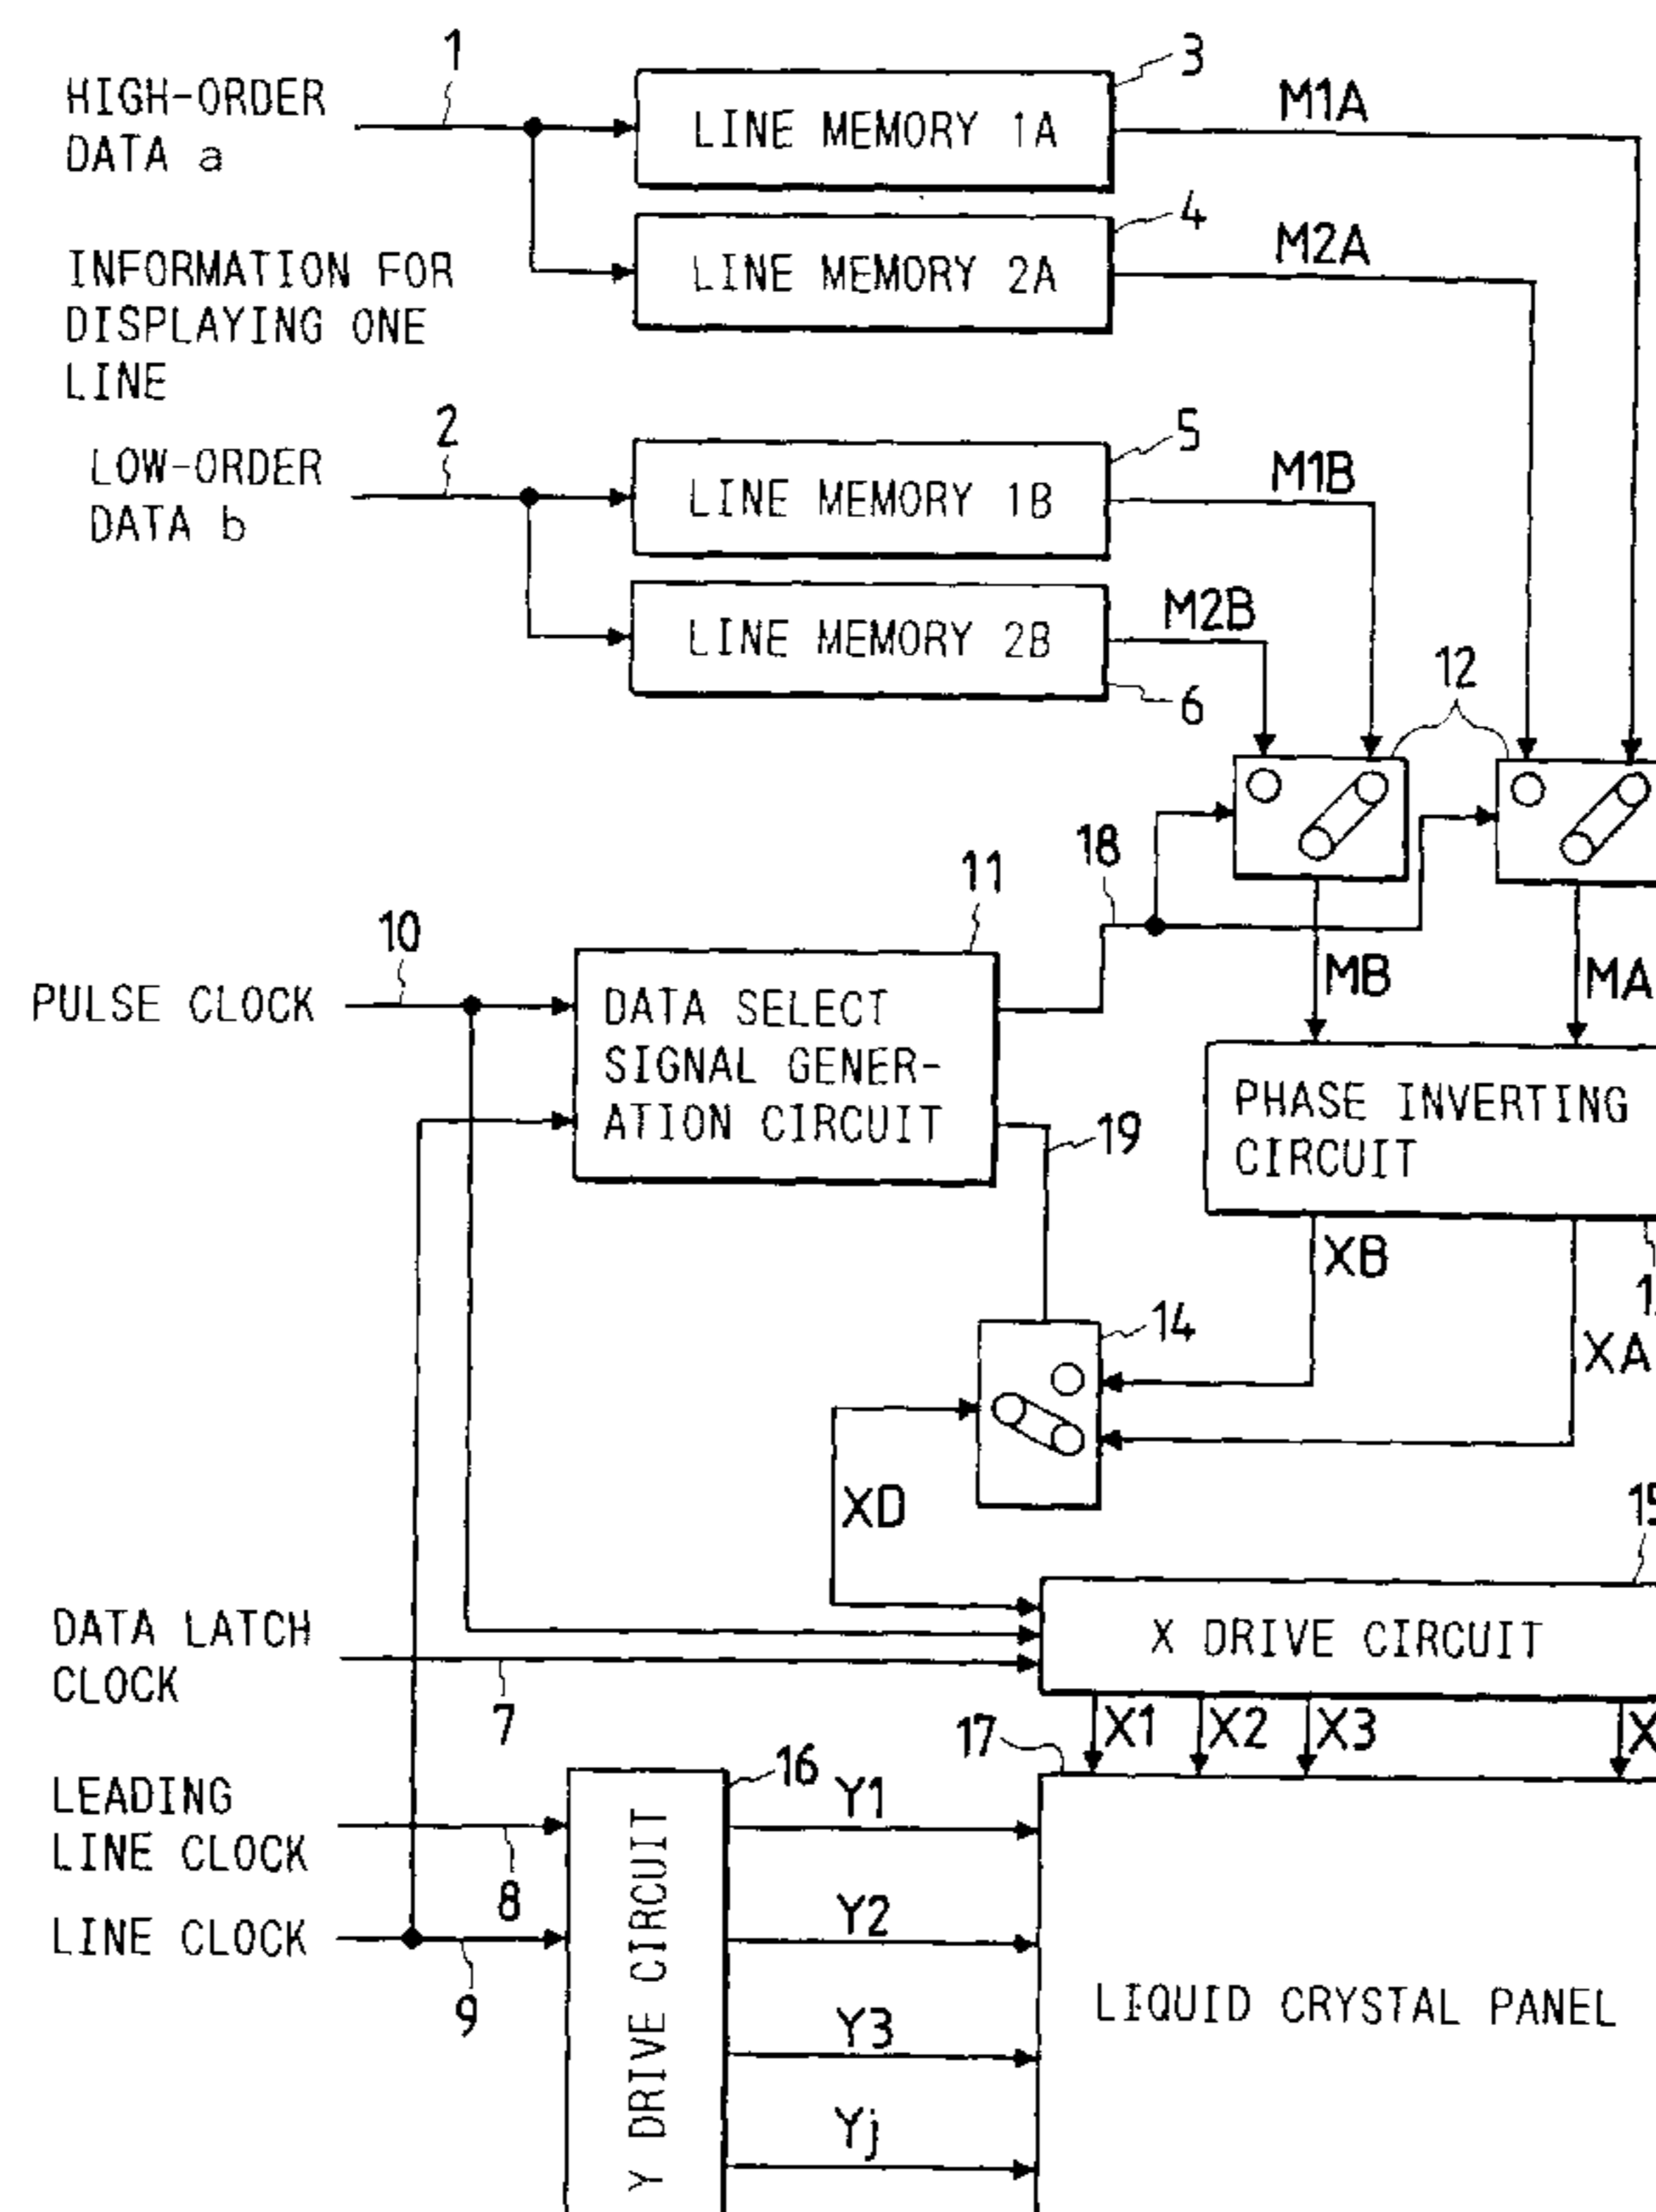 1
3
HIGH-ORDER
DATA a
LINE MEMORY 1A
M1A
4
INFORMATION FOR
DISPLAYING ONE
LINE
LINE MEMORY 2A
M2A
2
5
LOW-ORDER
DATA b
LINE MEMORY 1B
M1B
LINE MEMORY 2B
M2B
6
12
18
11
10
PULSE CLOCK
DATA SELECT
SIGNAL GENER-
ATION CIRCUIT
MB
MA
PHASE INVERTING
CIRCUIT
19
XB
14
XA
XD
15
DATA LATCH
CLOCK
X DRIVE CIRCUIT
7
17
X1
X2
X3
X
16
LEADING
LINE CLOCK
8
LINE CLOCK
9
Y DRIVE CIRCUIT
Y1
Y2
Y3
Yj
LIQUID CRYSTAL PANEL